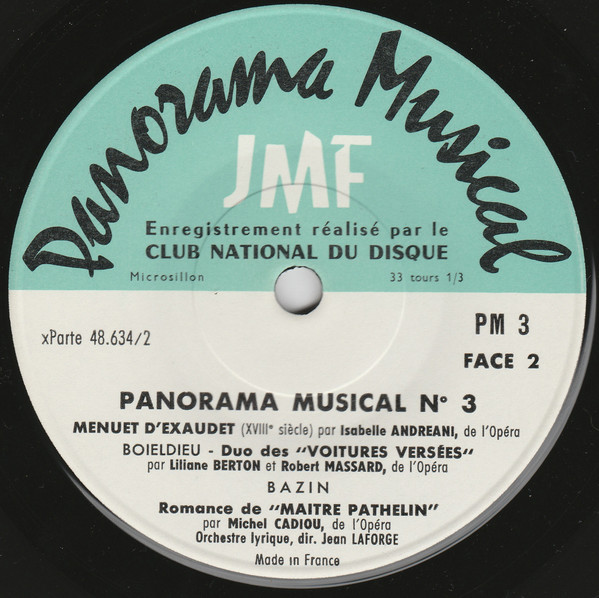 Panorama Musical
JMF
Enregistrement réalisé par le
CLUB NATIONAL DU DISQUE
Microsillon 33 tours 1/3
xParte 48.634/2
PM 3
FACE 2
PANORAMA MUSICAL Nº 3
MENUET D'EXAUDET (XVIIIᵉ siècle) par Isabelle ANDREANI, de l'Opéra
BOIELDIEU - Duo des "VOITURES VERSÉES"
par Liliane BERTON et Robert MASSARD, de l'Opéra
BAZIN
Romance de "MAITRE PATHELIN"
par Michel CADIOU, de l'Opéra
Orchestre lyrique, dir. Jean LAFORGE
Made in France